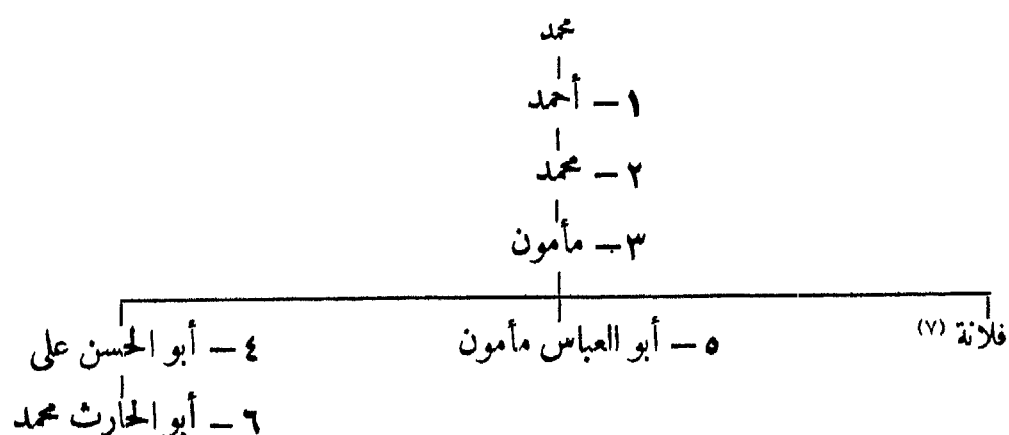 محمد
١ – أحمد
٢ – محمد
٣ – مأمون
فلانة (٧) ٥ – أبو العباس مأمون ٤ – أبو الحسن على
٦ – أبو الحارث محمد